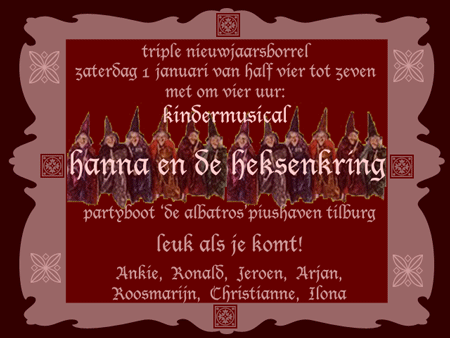 triple nieuwjaarsborrel
zaterdag 1 januari van half vier tot zeven
met om vier uur:
kindermusical
hanna en de heksenkring
partyboot 'de albatros piushaven tilburg
leuk als je komt!
Ankie, Ronald, Jeroen, Arjan,
Roosmarijn, Christianne, Ilona